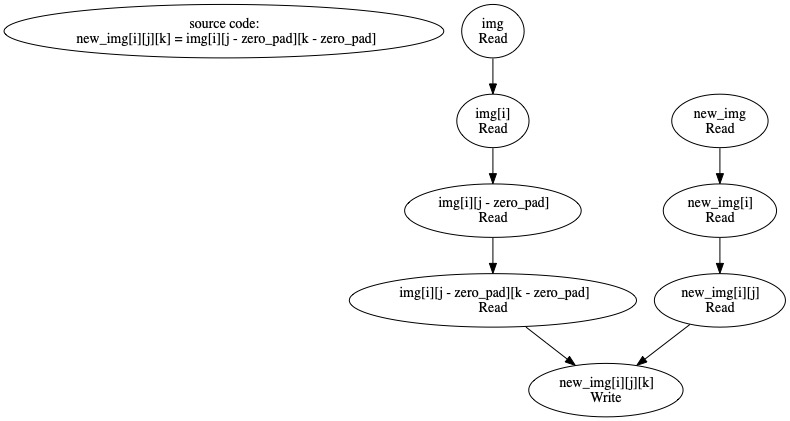 source code:
new_img[i][j][k] = img[i][j - zero_pad][k - zero_pad]
img
Read
img[i]
Read
new_img
Read
img[i][j - zero_pad]
Read
new_img[i]
Read
img[i][j - zero_pad][k - zero_pad]
Read
new_img[i][j]
Read
new_img[i][j][k]
Write